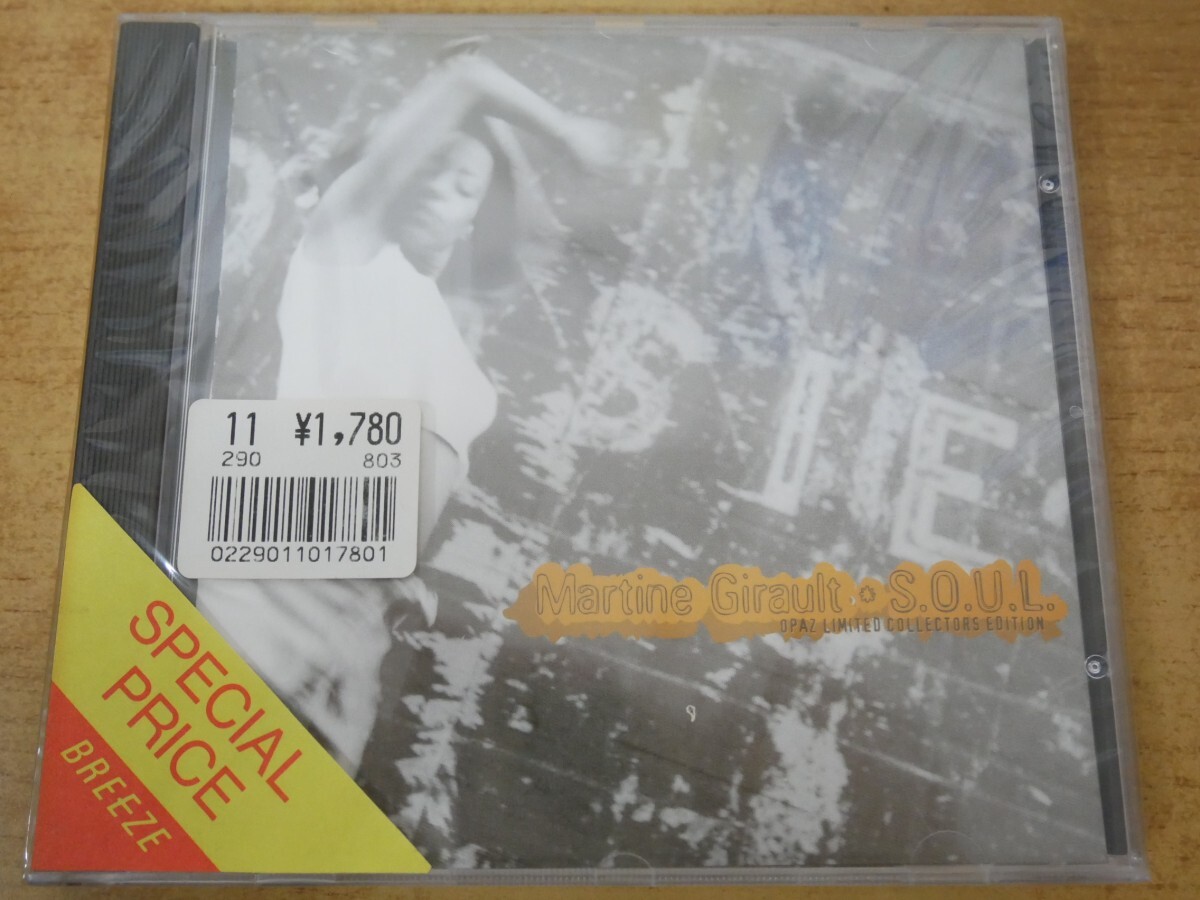 11 ¥1,780
290 803
0229011017801
SPECIAL
PRICE
BREEZE
Martine Girault S.O.U.L.
OPAZ LIMITED COLLECTORS EDITION